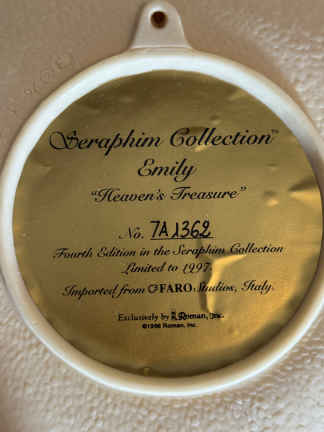 Seraphim Collection™
Emily
"Heaven's Treasure"
No. 7A1362
Fourth Edition in the Seraphim Collection
Limited to 1997.
Imported from FARO Studios, Italy.
Exclusively by Roman, Inc.
©1996 Roman, Inc.